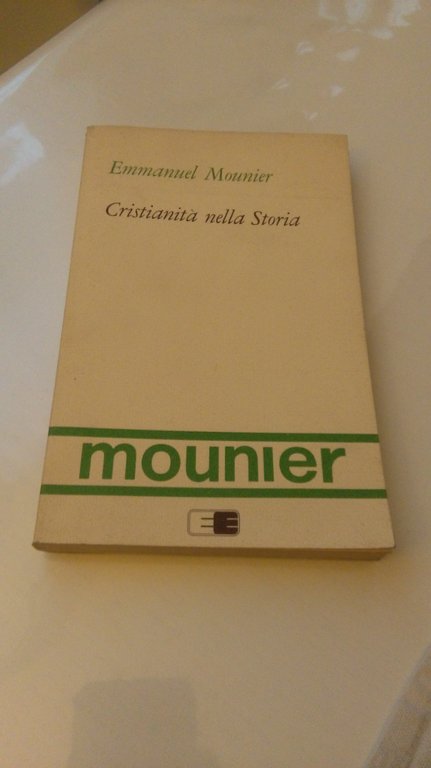 Emmanuel Mounier
Cristianità nella Storia
mounier